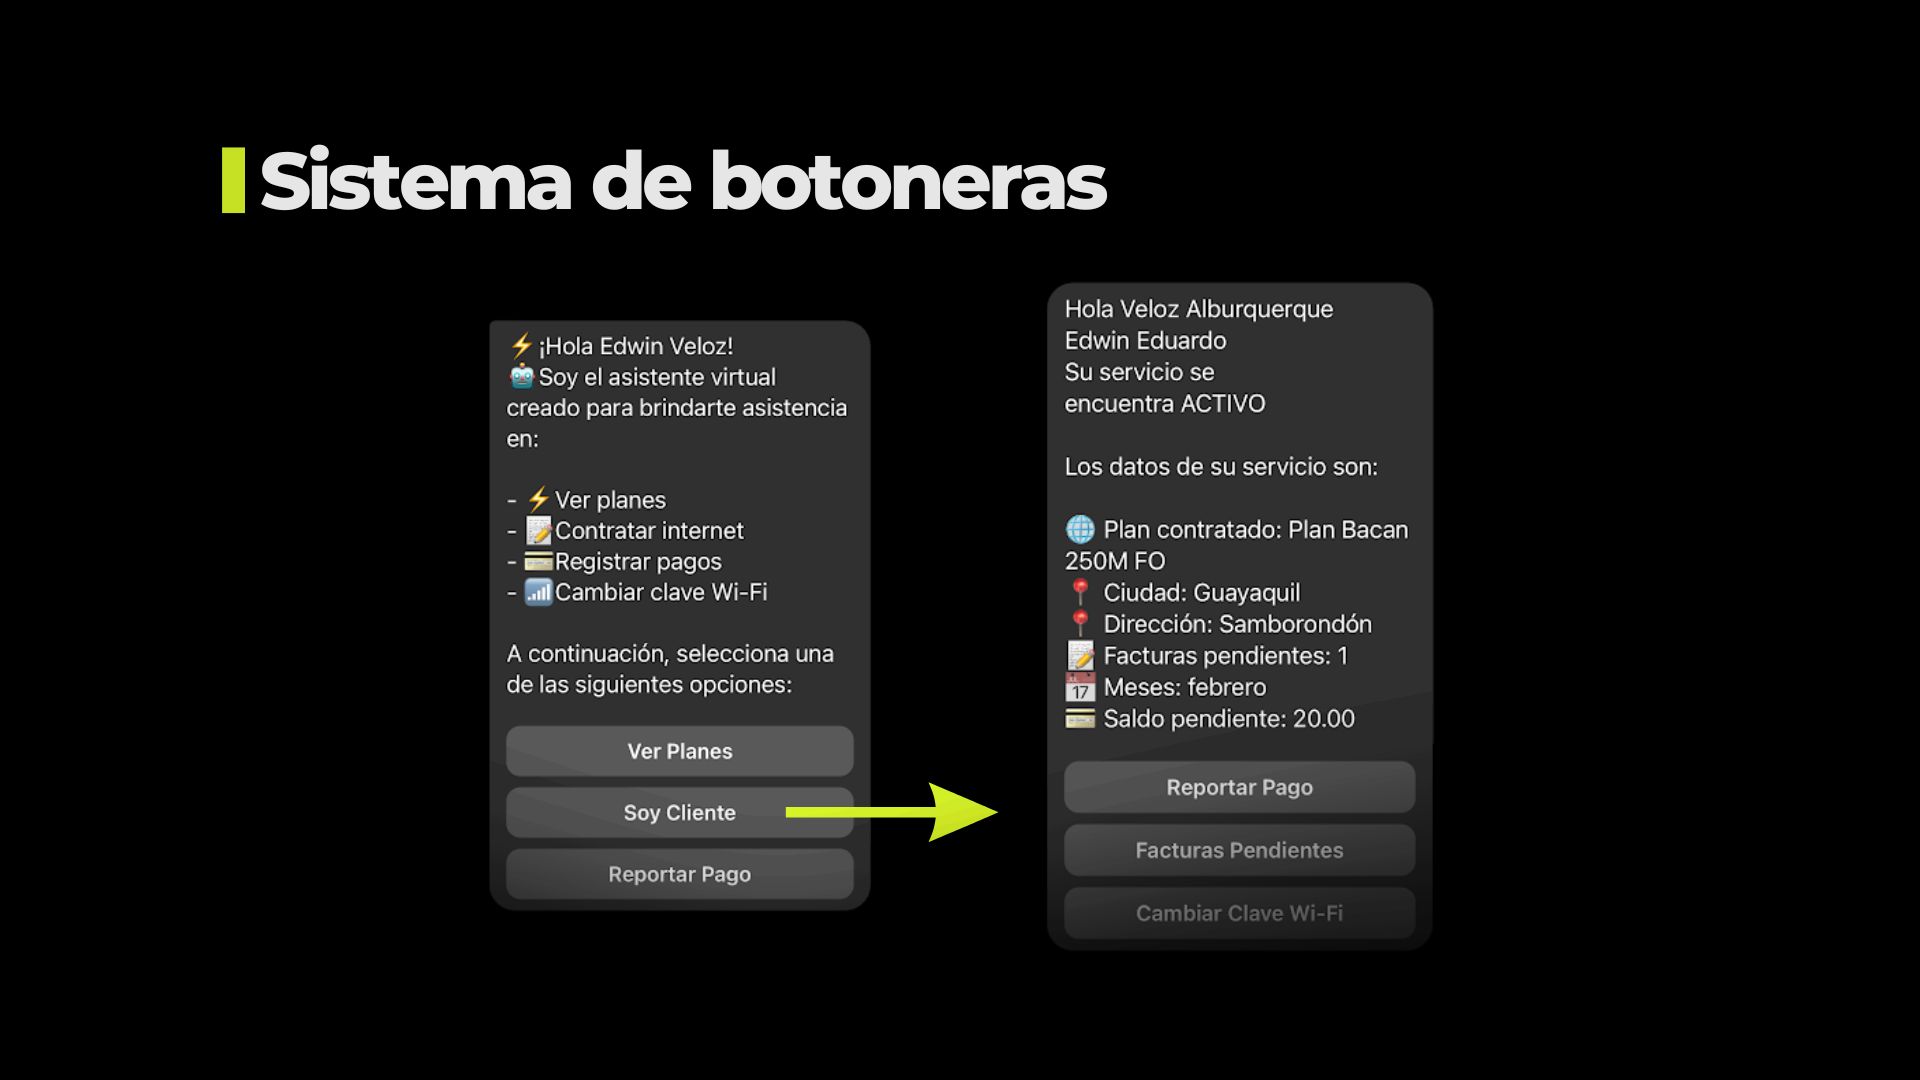 Sistema de botoneras
⚡¡Hola Edwin Veloz!
🤖Soy el asistente virtual
creado para brindarte asistencia
en:
- ⚡Ver planes
- 📝Contratar internet
- 💳Registrar pagos
- 📶Cambiar clave Wi-Fi
A continuación, selecciona una
de las siguientes opciones:
Ver Planes
Soy Cliente
Reportar Pago
Hola Veloz Alburquerque
Edwin Eduardo
Su servicio se
encuentra ACTIVO
Los datos de su servicio son:
🌐 Plan contratado: Plan Bacan
250M FO
📍 Ciudad: Guayaquil
📍 Dirección: Samborondón
📝 Facturas pendientes: 1
📅 Meses: febrero
💳 Saldo pendiente: 20.00
Reportar Pago
Facturas Pendientes
Cambiar Clave Wi-Fi